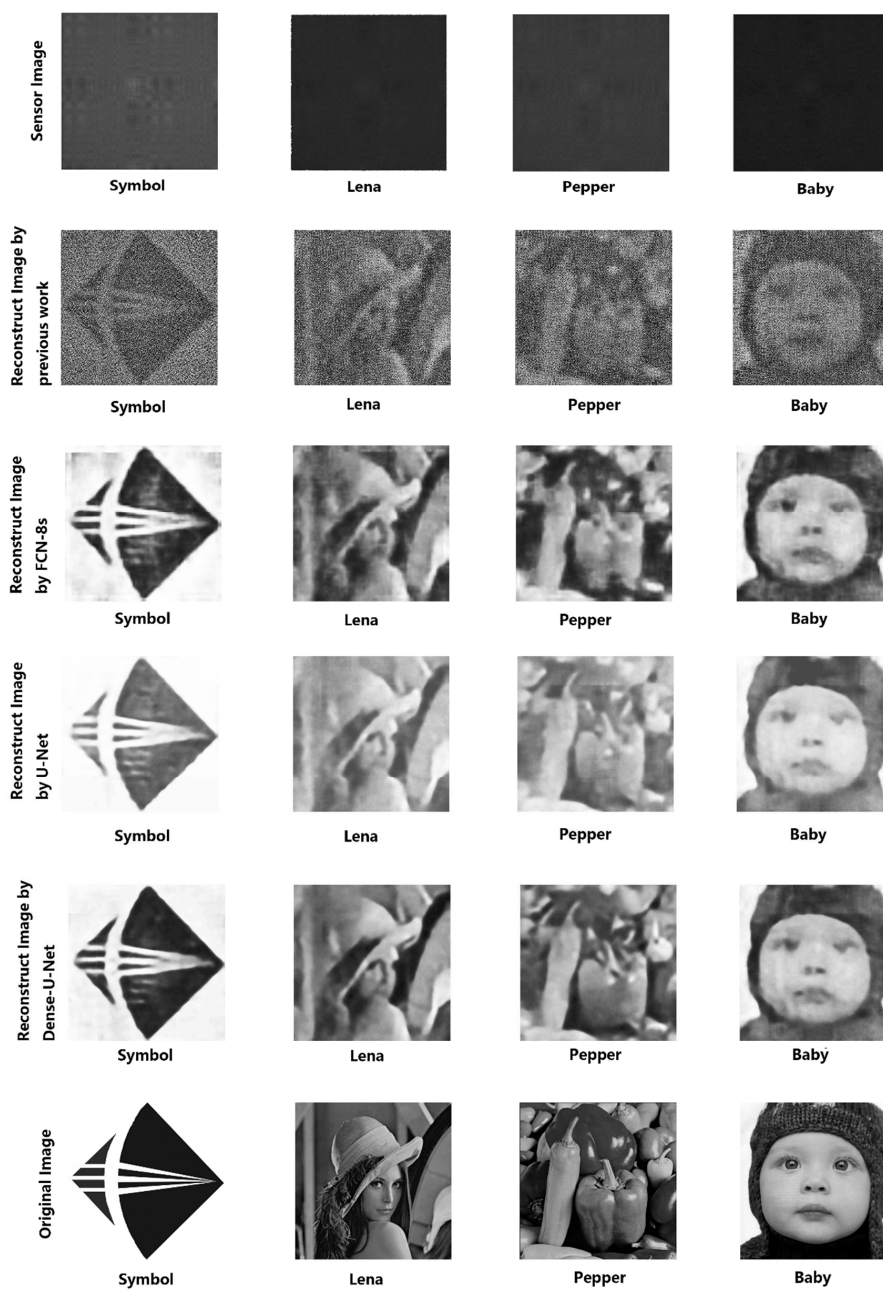 Sensor Image
Symbol
Lena
Pepper
Baby
Reconstruct Image by
previous work
Symbol
Lena
Pepper
Baby
Reconstruct Image
by FCN-8s
Symbol
Lena
Pepper
Baby
Reconstruct Image
by U-Net
Symbol
Lena
Pepper
Baby
Reconstruct Image by
Dense-U-Net
Symbol
Lena
Pepper
Baby
Original Image
Symbol
Lena
Pepper
Baby